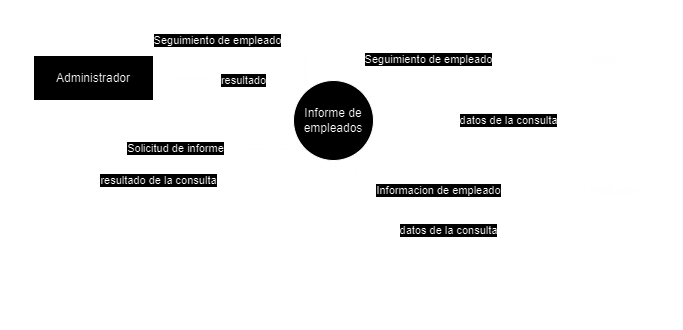 Seguimiento de empleado
Seguimiento de empleado
Administrador
resultado
Informe de
empleados
datos de la consulta
Solicitud de informe
resultado de la consulta
Informacion de empleado
datos de la consulta